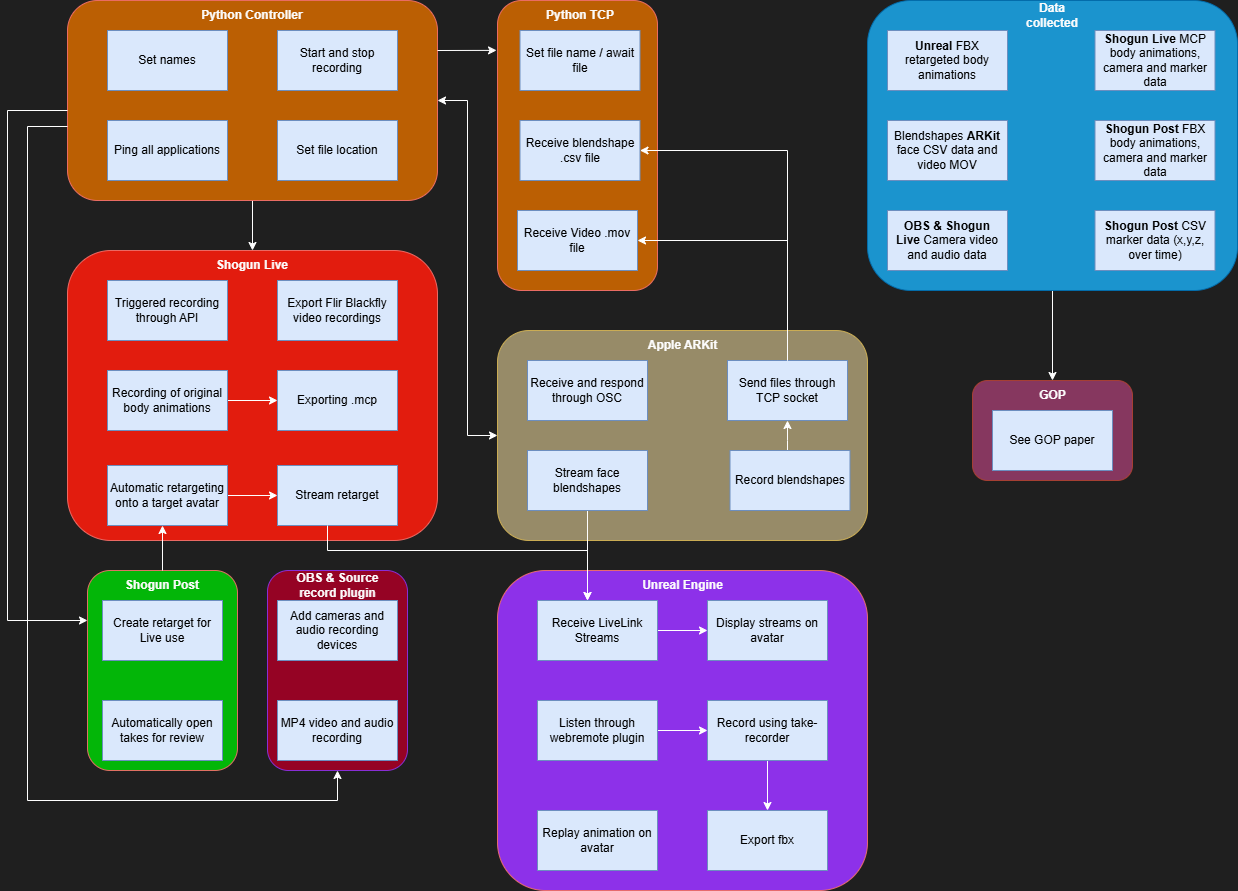 Python Controller
Set names
Start and stop
recording
Ping all applications
Set file location
Python TCP
Set file name / await
file
Receive blendshape
.csv file
Receive Video .mov
file
Data
collected
Unreal FBX
retargeted body
animations
Shogun Live MCP
body animations,
camera and marker
data
Blendshapes ARKit
face CSV data and
video MOV
Shogun Post FBX
body animations,
camera and marker
data
OBS & Shogun
Live Camera video
and audio data
Shogun Post CSV
marker data (x,y,z,
over time)
Shogun Live
Triggered recording
through API
Export Flir Blackfly
video recordings
Recording of original
body animations
Exporting .mcp
Automatic retargeting
onto a target avatar
Stream retarget
Apple ARKit
Receive and respond
through OSC
Send files through
TCP socket
Stream face
blendshapes
Record blendshapes
GOP
See GOP paper
Shogun Post
Create retarget for
Live use
Automatically open
takes for review
OBS & Source
record plugin
Add cameras and
audio recording
devices
MP4 video and audio
recording
Unreal Engine
Receive LiveLink
Streams
Display streams on
avatar
Listen through
webremote plugin
Record using take-
recorder
Replay animation on
avatar
Export fbx